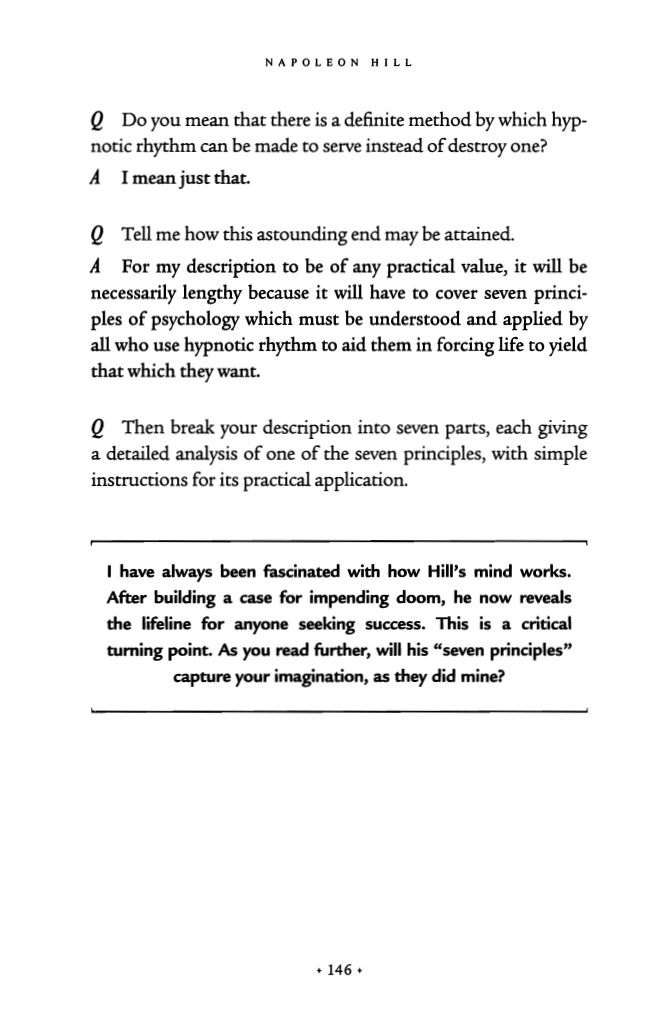 NAPOLEON HILL
Q Do you mean that there is a definite method by which hyp-
notic rhythm can be made to serve instead of destroy one?
A I mean just that.
Q Tell me how this astounding end may be attained.
A For my description to be of any practical value, it will be
necessarily lengthy because it will have to cover seven princi-
ples of psychology which must be understood and applied by
all who use hypnotic rhythm to aid them in forcing life to yield
that which they want.
Q Then break your description into seven parts, each giving
a detailed analysis of one of the seven principles, with simple
instructions for its practical application.
I have always been fascinated with how Hill's mind works.
After building a case for impending doom, he now reveals
the lifeline for anyone seeking success. This is a critical
turning point. As you read further, will his “seven principles”
capture your imagination, as they did mine?
• 146 •